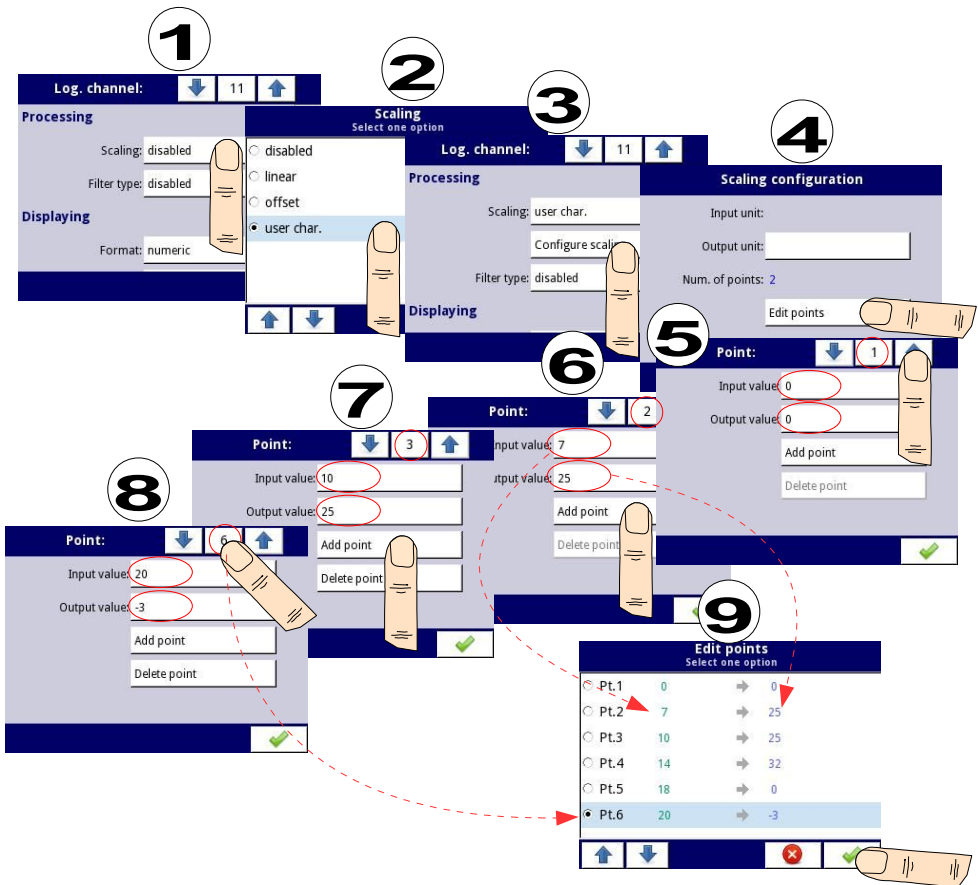 1
Log. channel: 11
Processing
Scaling: disabled
Filter type: disabled
Displaying
Format: numeric
2
Scaling
Select one option
disabled
linear
offset
user char.
3
Log. channel: 11
Processing
Scaling: user char.
Configure scalin
Filter type: disabled
Displaying
4
Scaling configuration
Input unit:
Output unit:
Num. of points: 2
Edit points
5
Point: 1
Input value: 0
Output value: 0
Add point
Delete point
6
Point: 2
nput value: 7
utput value: 25
Add point
Delete point
7
Point: 3
Input value: 10
Output value: 25
Add point
Delete point
8
Point: 6
Input value: 20
Output value: -3
Add point
Delete point
9
Edit points
Select one option
Pt.1 0 0
Pt.2 7 25
Pt.3 10 25
Pt.4 14 32
Pt.5 18 0
Pt.6 20 -3